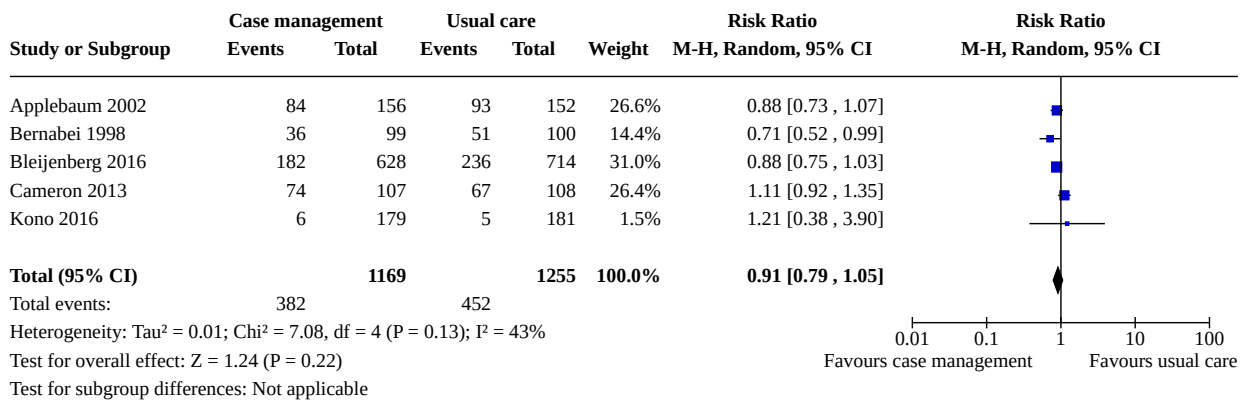 Case management Usual care Risk Ratio Risk Ratio
Study or Subgroup Events Total Events Total Weight M-H, Random, 95% CI M-H, Random, 95% CI
Applebaum 2002 84 156 93 152 26.6% 0.88 [0.73 , 1.07]
Bernabei 1998 36 99 51 100 14.4% 0.71 [0.52 , 0.99]
Bleijenberg 2016 182 628 236 714 31.0% 0.88 [0.75 , 1.03]
Cameron 2013 74 107 67 108 26.4% 1.11 [0.92 , 1.35]
Kono 2016 6 179 5 181 1.5% 1.21 [0.38 , 3.90]
Total (95% CI) 1169 1255 100.0% 0.91 [0.79 , 1.05]
Total events: 382 452
Heterogeneity: Tau² = 0.01; Chi² = 7.08, df = 4 (P = 0.13); I² = 43%
0.01 0.1 1 10 100
Test for overall effect: Z = 1.24 (P = 0.22)
Favours case management Favours usual care
Test for subgroup differences: Not applicable